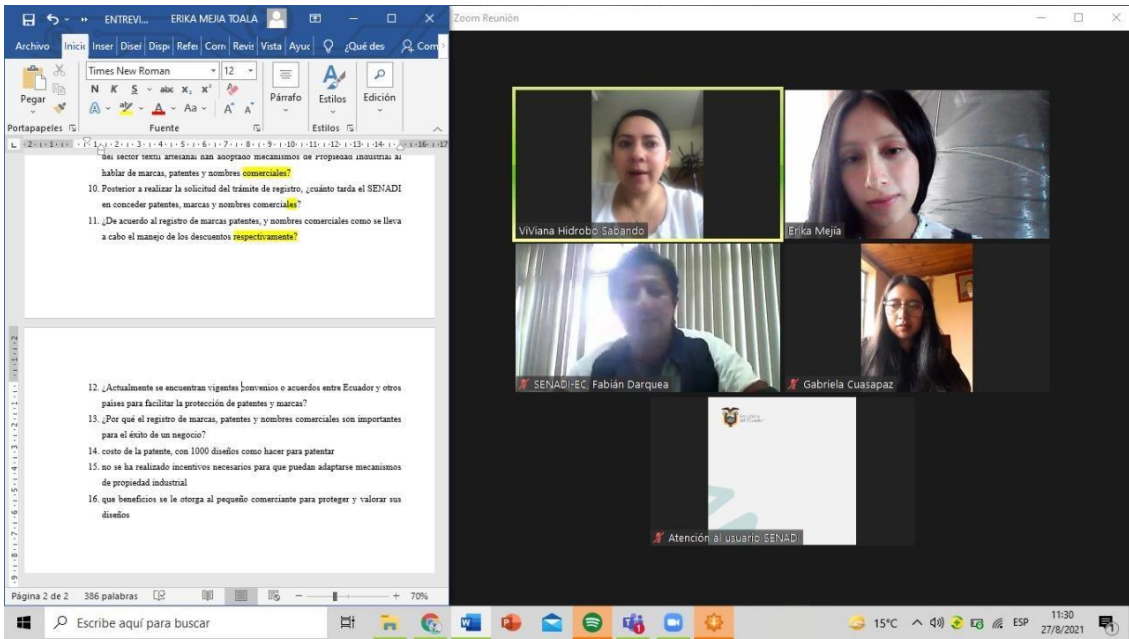 ENTREVI...
ERIKA MEJIA TOALA
Archivo Inicio Inser Diseí Dispo Refer Corre Revis Vista Ayuc ¿Qué des Com
Times New Roman 12
N K S abc X₂ X²
A aby A Aa A A
Pegar
Párrafo
Estilos
Edición
Portapapeles
Fuente
Estilos
del sector textil artesanal han adoptado mecanismos de Propiedad Industrial al
hablar de marcas, patentes y nombres comerciales?
10. Posterior a realizar la solicitud del trámite de registro, ¿cuánto tarda el SENADI
en conceder patentes, marcas y nombres comerciales?
11. ¿De acuerdo al registro de marcas patentes, y nombres comerciales como se lleva
a cabo el manejo de los descuentos respectivamente?
12. ¿Actualmente se encuentran vigentes convenios o acuerdos entre Ecuador y otros
países para facilitar la protección de patentes y marcas?
13. ¿Por qué el registro de marcas, patentes y nombres comerciales son importantes
para el éxito de un negocio?
14. costo de la patente, con 1000 diseños como hacer para patentar
15. no se ha realizado incentivos necesarios para que puedan adaptarse mecanismos
de propiedad industrial
16. que beneficios se le otorga al pequeño comerciante para proteger y valorar sus
diseños
Página 2 de 2 386 palabras 70%
Zoom Reunión
ViViana Hidrobo Sabando
Erika Mejía
SENADI-EC, Fabián Darquea
Gabriela Cuasapaz
Atención al usuario SENADI
Escribe aquí para buscar
15°C
ESP
11:30
27/8/2021